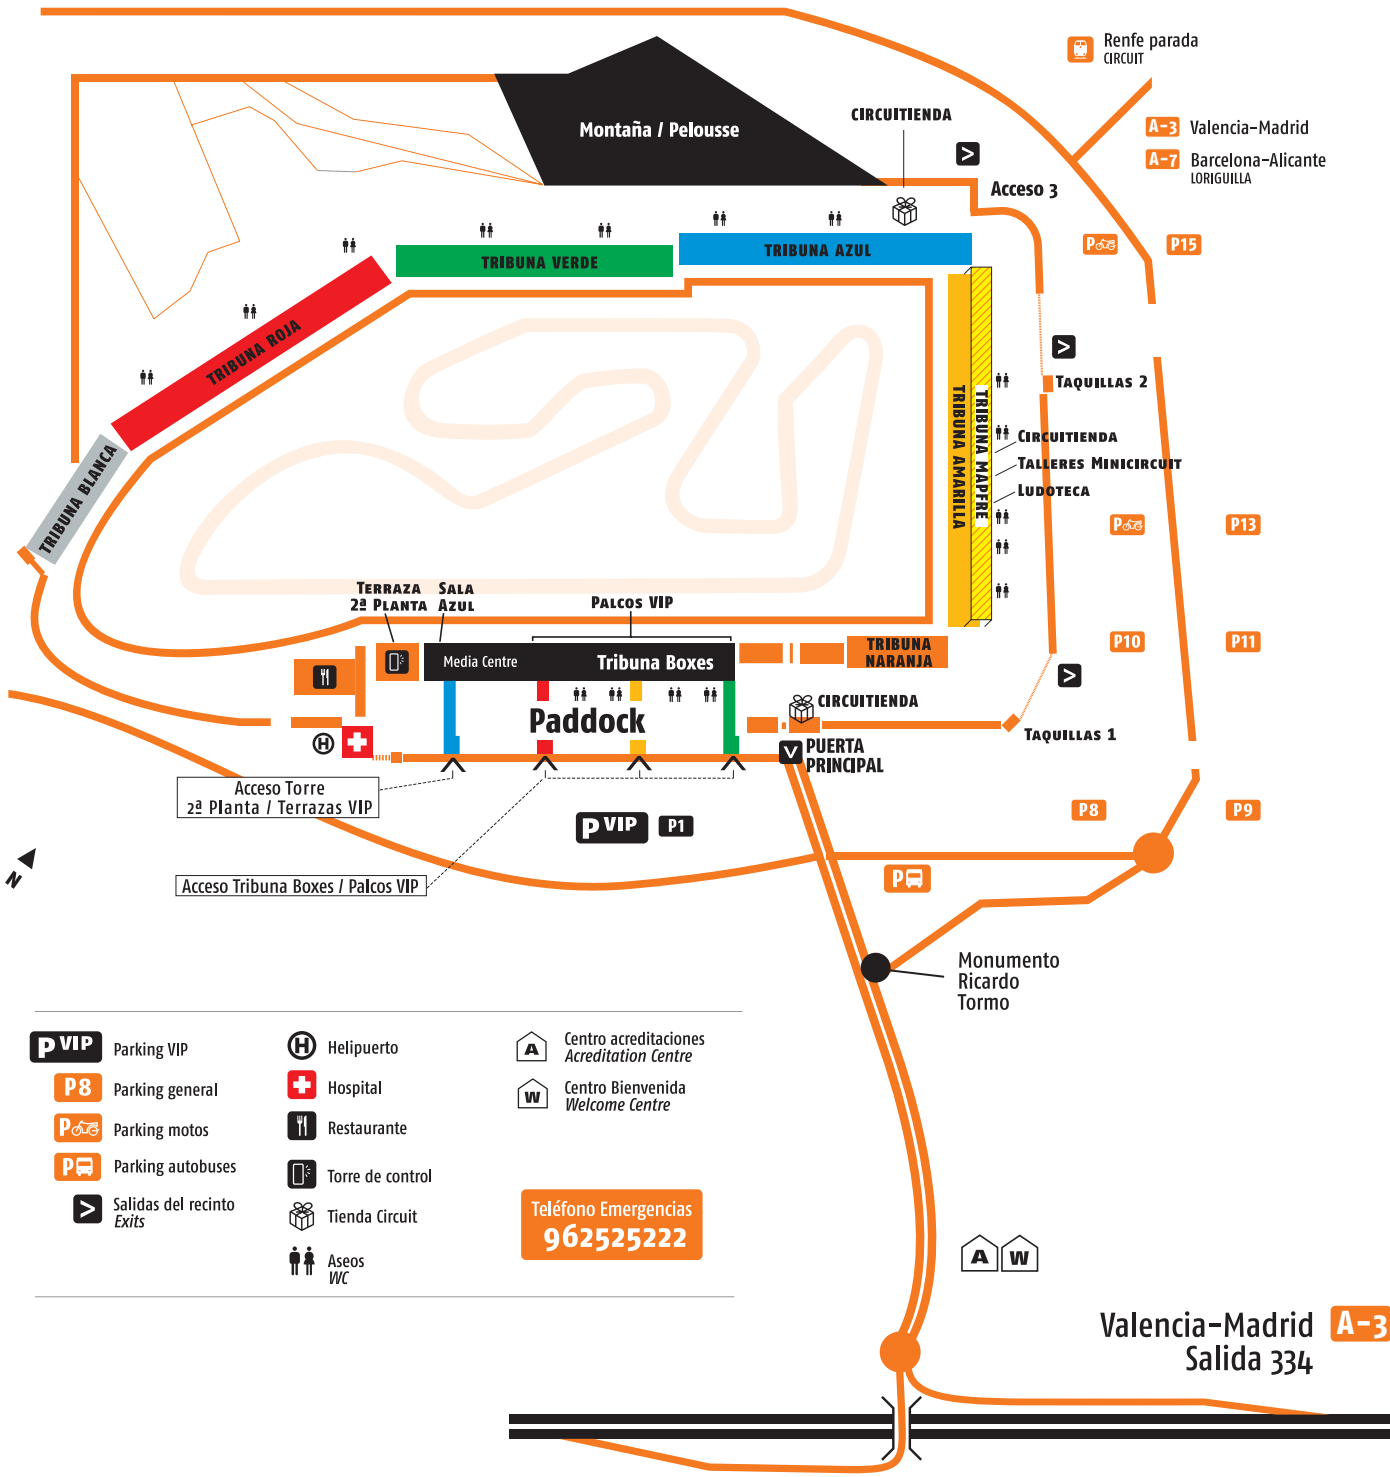 Renfe parada
CIRCUIT
CIRCUITIENDA
Montaña / Pelousse
A-3 Valencia-Madrid
A-7 Barcelona-Alicante
LORIGUILLA
>
Acceso 3
TRIBUNA VERDE
TRIBUNA AZUL
P
P15
TRIBUNA ROJA
>
TAQUILLAS 2
TRIBUNA AMARILLA
TRIBUNA MAPFRE
CIRCUITIENDA
TALLERES MINICIRCUIT
LUDOTECA
TRIBUNA BLANCA
P
P13
TERRAZA
2ª PLANTA
SALA
AZUL
PALCOS VIP
Media Centre
Tribuna Boxes
TRIBUNA
NARANJA
P10
P11
>
Paddock
CIRCUITIENDA
TAQUILLAS 1
H
V
PUERTA
PRINCIPAL
Acceso Torre
2ª Planta / Terrazas VIP
P VIP
P1
P8
P9
N
Acceso Tribuna Boxes / Palcos VIP
P
Monumento
Ricardo
Tormo
P VIP Parking VIP
P8 Parking general
P Parking motos
P Parking autobuses
> Salidas del recinto
Exits
H Helipuerto
Hospital
Restaurante
Torre de control
Tienda Circuit
Aseos
WC
A Centro acreditaciones
Acreditation Centre
W Centro Bienvenida
Welcome Centre
Teléfono Emergencias
962525222
A W
Valencia-Madrid A-3
Salida 334